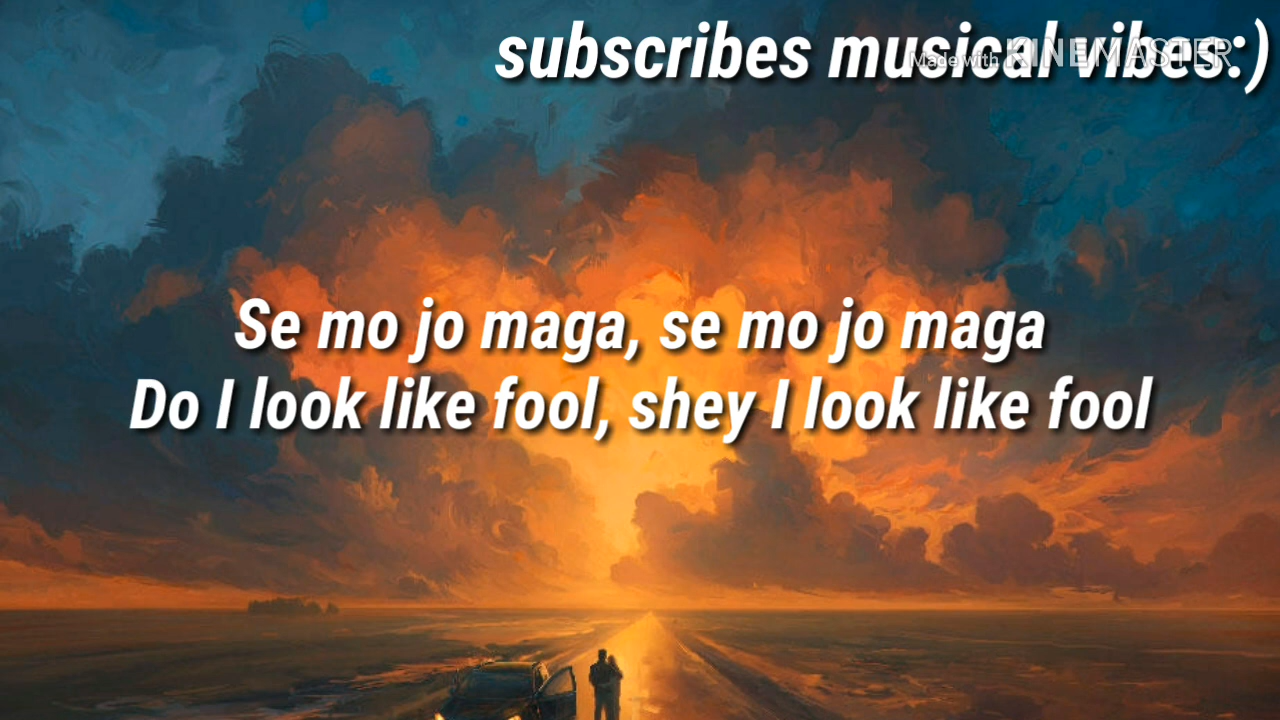 subscribes musical vibes:)
Made with KINEMASTER
Se mo jo maga, se mo jo maga
Do I look like fool, shey I look like fool